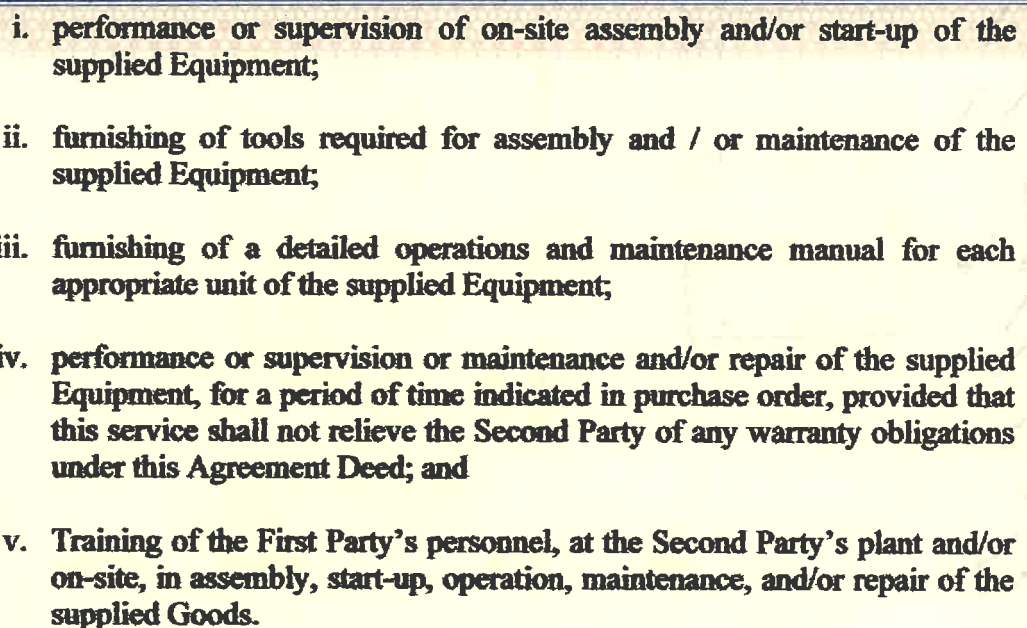 i. performance or supervision of on-site assembly and/or start-up of the
supplied Equipment;
ii. furnishing of tools required for assembly and / or maintenance of the
supplied Equipment;
iii. furnishing of a detailed operations and maintenance manual for each
appropriate unit of the supplied Equipment;
iv. performance or supervision or maintenance and/or repair of the supplied
Equipment, for a period of time indicated in purchase order, provided that
this service shall not relieve the Second Party of any warranty obligations
under this Agreement Deed; and
v. Training of the First Party's personnel, at the Second Party's plant and/or
on-site, in assembly, start-up, operation, maintenance, and/or repair of the
supplied Goods.